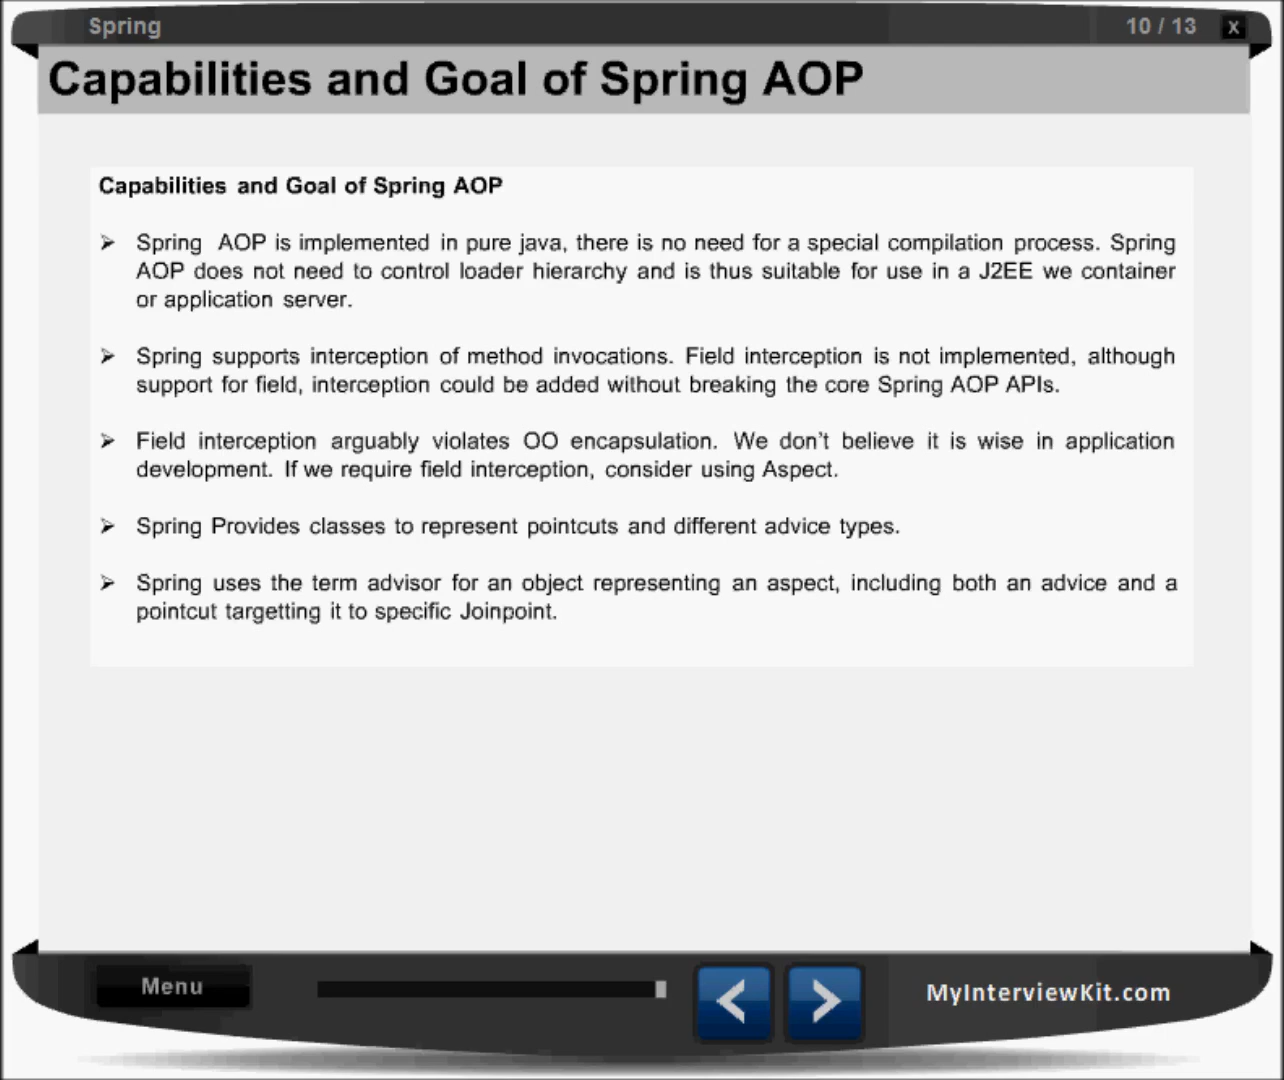 Spring
10 / 13
x
Capabilities and Goal of Spring AOP
Capabilities and Goal of Spring AOP
➢ Spring AOP is implemented in pure java, there is no need for a special compilation process. Spring
AOP does not need to control loader hierarchy and is thus suitable for use in a J2EE we container
or application server.
➢ Spring supports interception of method invocations. Field interception is not implemented, although
support for field, interception could be added without breaking the core Spring AOP APIs.
➢ Field interception arguably violates OO encapsulation. We don't believe it is wise in application
development. If we require field interception, consider using Aspect.
➢ Spring Provides classes to represent pointcuts and different advice types.
➢ Spring uses the term advisor for an object representing an aspect, including both an advice and a
pointcut targetting it to specific Joinpoint.
Menu
< >
MyInterviewKit.com